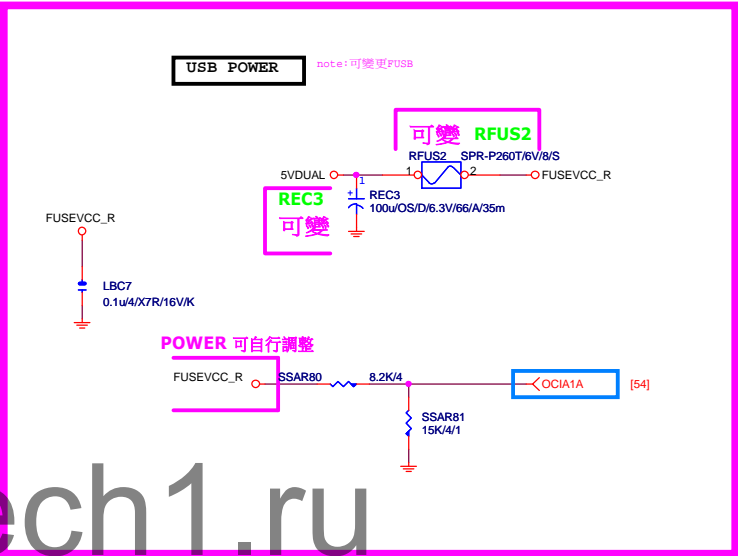 USB POWER
note:可變更FUSB
可變 RFUS2
RFUS2 SPR-P260T/6V/8/S
5VDUAL
1
2
FUSEVCC_R
REC3
可變
1
+
REC3
100u/OS/D/6.3V/66/A/35m
FUSEVCC_R
LBC7
0.1u/4/X7R/16V/K
POWER 可自行調整
FUSEVCC_R
SSAR80
8.2K/4
OCIA1A
[54]
SSAR81
15K/4/1
ech1.ru